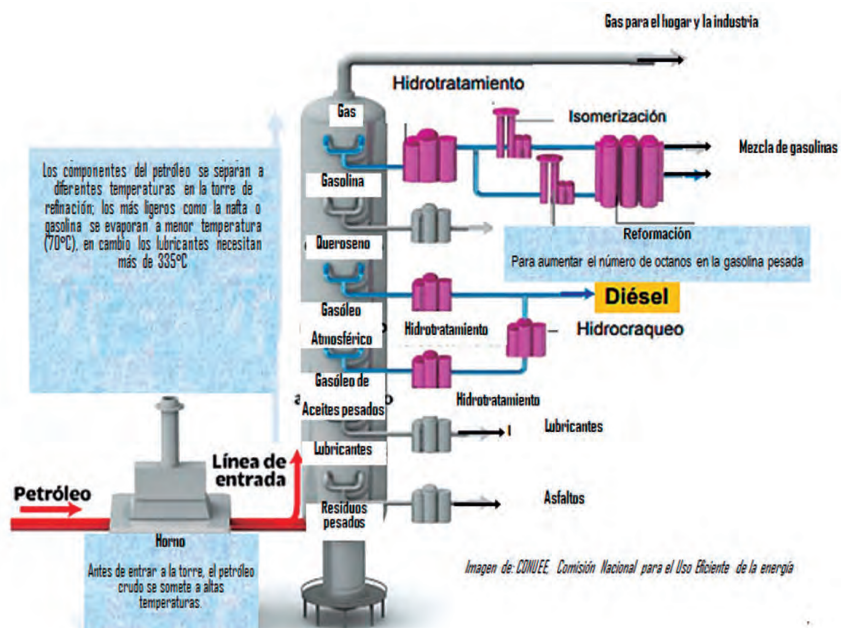 Gas para el hogar y la industria
Hidrotratamiento
Gas
Isomerización
Mezcla de gasolinas
Los componentes del petróleo se separan a
diferentes temperaturas en la torre de
refinación; los más ligeros como la nafta o
gasolina se evaporan a menor temperatura
(70°C), en cambio los lubricantes necesitan
más de 335°C
Gasolina
Reformación
Queroseno
Para aumentar el número de octanos en la gasolina pesada
Diésel
Gasóleo
Atmosférico
Hidrotratamiento
Hidrocraqueo
Gasóleo de
Aceites pesados
Hidrotratamiento
Lubricantes
Lubricantes
Línea de
entrada
Petróleo
Residuos
pesados
Asfaltos
Horno
Antes de entrar a la torre, el petróleo
crudo se somete a altas
temperaturas.
Imagen de: CONUEE, Comisión Nacional para el Uso Eficiente de la energía